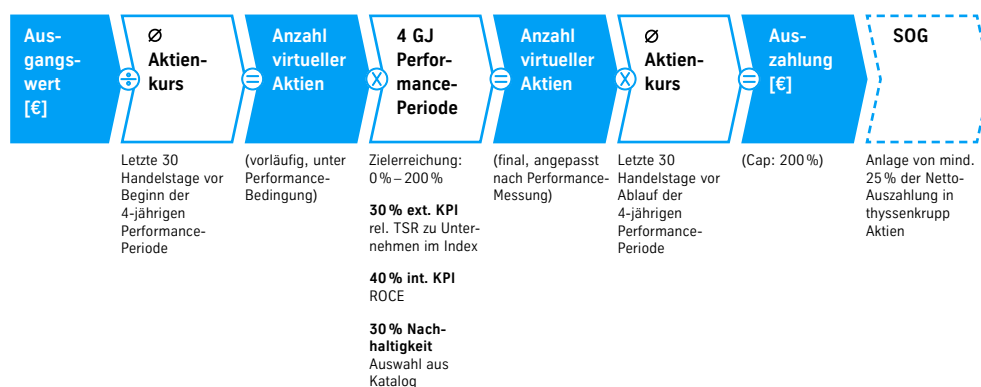 Aus-
gangs-
wert
[€]
÷
Ø
Aktien-
kurs
=
Anzahl
virtueller
Aktien
x
4 GJ
Perfor-
mance-
Periode
=
Anzahl
virtueller
Aktien
x
Ø
Aktien-
kurs
=
Aus-
zahlung
[€]
SOG
Letzte 30
Handelstage vor
Beginn der
4-jährigen
Performance-
Periode
(vorläufig, unter
Performance-
Bedingung)
Zielerreichung:
0 % – 200 %
30 % ext. KPI
rel. TSR zu Unter-
nehmen im Index
40 % int. KPI
ROCE
30 % Nach-
haltigkeit
Auswahl aus
Katalog
(final, angepasst
nach Performance-
Messung)
Letzte 30
Handelstage vor
Ablauf der
4-jährigen
Performance-
Periode
(Cap: 200 %)
Anlage von mind.
25 % der Netto-
Auszahlung in
thyssenkrupp
Aktien